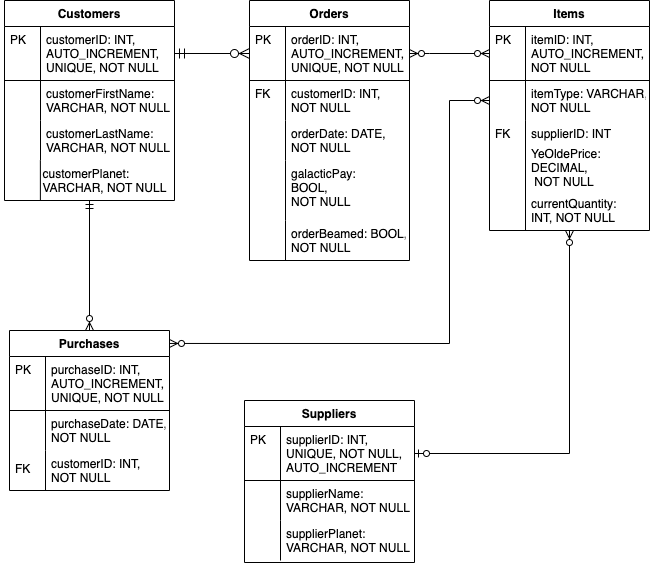 Customers
PK customerID: INT,
AUTO_INCREMENT,
UNIQUE, NOT NULL
customerFirstName:
VARCHAR, NOT NULL
customerLastName:
VARCHAR, NOT NULL
customerPlanet:
VARCHAR, NOT NULL
Orders
PK orderID: INT,
AUTO_INCREMENT,
UNIQUE, NOT NULL
FK customerID: INT,
NOT NULL
orderDate: DATE,
NOT NULL
galacticPay:
BOOL,
NOT NULL
orderBeamed: BOOL,
NOT NULL
Items
PK itemID: INT,
AUTO_INCREMENT,
NOT NULL
itemType: VARCHAR,
NOT NULL
FK supplierID: INT
YeOldePrice:
DECIMAL,
NOT NULL
currentQuantity:
INT, NOT NULL
Purchases
PK purchaseID: INT,
AUTO_INCREMENT,
UNIQUE, NOT NULL
purchaseDate: DATE,
NOT NULL
FK customerID: INT,
NOT NULL
Suppliers
PK supplierID: INT,
UNIQUE, NOT NULL,
AUTO_INCREMENT
supplierName:
VARCHAR, NOT NULL
supplierPlanet:
VARCHAR, NOT NULL